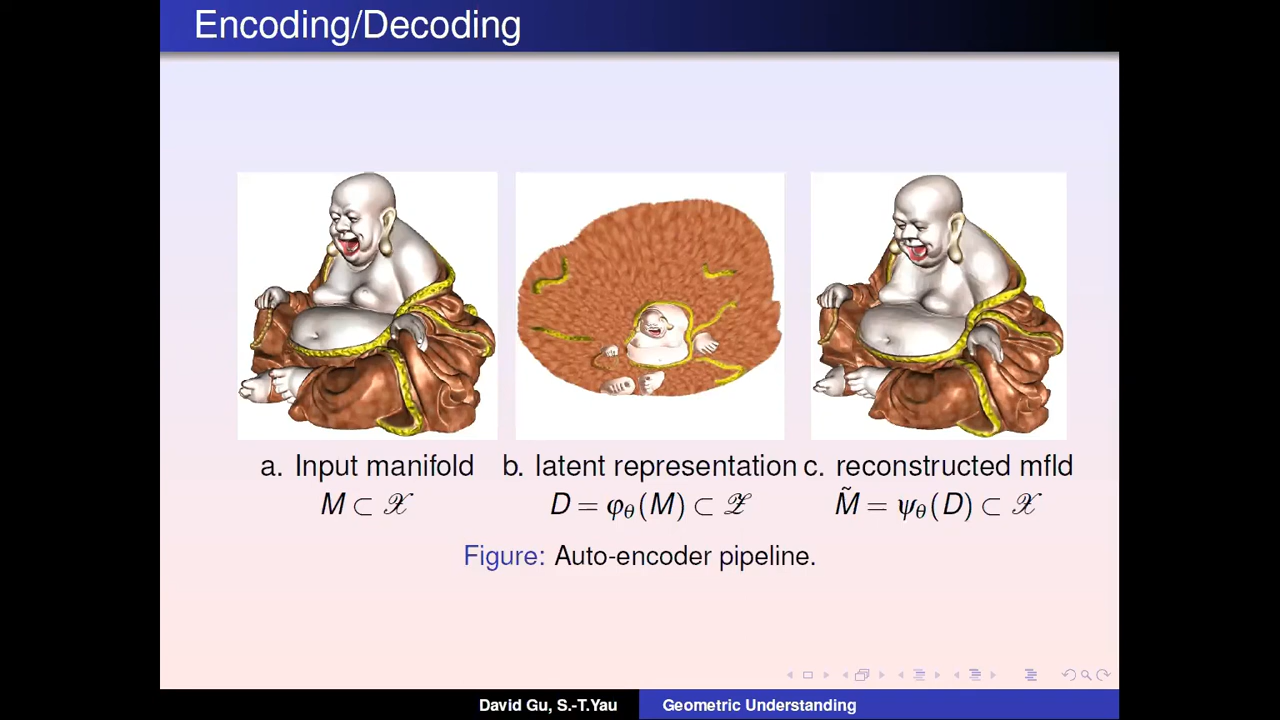 Encoding/Decoding
a. Input manifold
M ⊂ 𝒳
b. latent representation
D = φθ(M) ⊂ 𝒵
c. reconstructed mfld
M̃ = ψθ(D) ⊂ 𝒳
Figure: Auto-encoder pipeline.
David Gu, S.-T.Yau
Geometric Understanding